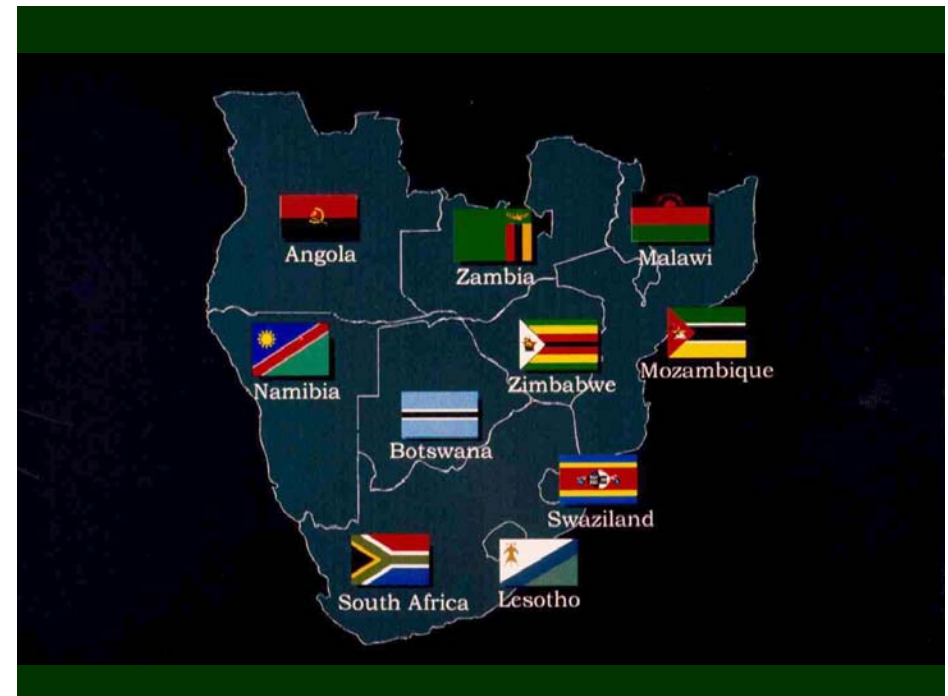 Angola
Zambia
Malawi
Namibia
Zimbabwe
Mozambique
Botswana
Swaziland
South Africa
Lesotho